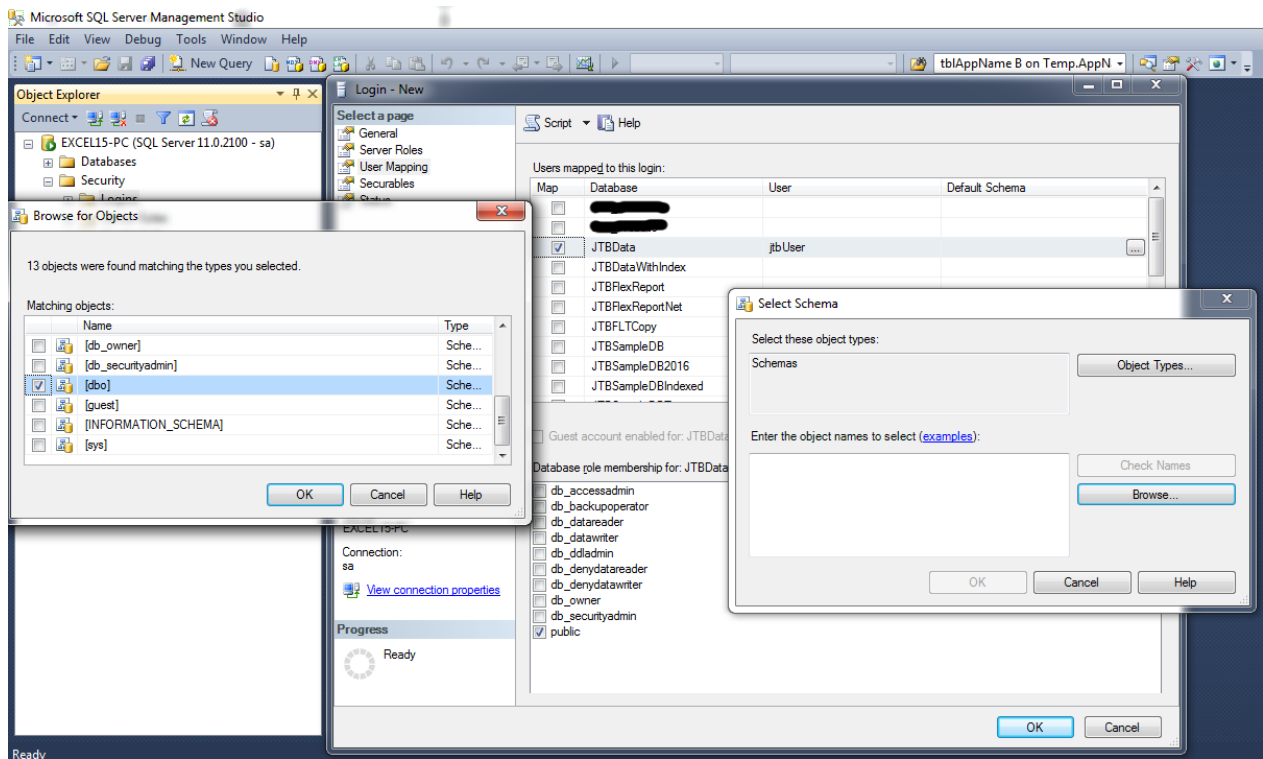 Microsoft SQL Server Management Studio
File Edit View Debug Tools Window Help
New Query
tblAppName B on Temp.AppN
Object Explorer
Connect
EXCEL15-PC (SQL Server 11.0.2100 - sa)
Databases
Security
Logins
Login - New
Select a page
General
Server Roles
User Mapping
Securables
Status
Script Help
Users mapped to this login:
Map Database User Default Schema
JTBData jtbUser ...
JTBDataWithIndex
JTBFlexReport
JTBFlexReportNet
JTBFLTCopy
JTBSampleDB
JTBSampleDB2016
JTBSampleDBIndexed
Guest account enabled for: JTBData
Database role membership for: JTBData
db_accessadmin
db_backupoperator
db_datareader
db_datawriter
db_ddladmin
db_denydatareader
db_denydatawriter
db_owner
db_securityadmin
public
EXCEL15-PC
Connection:
sa
View connection properties
Progress
Ready
OK Cancel
Browse for Objects
13 objects were found matching the types you selected.
Matching objects:
Name Type
[db_owner] Sche...
[db_securityadmin] Sche...
[dbo] Sche...
[guest] Sche...
[INFORMATION_SCHEMA] Sche...
[sys] Sche...
OK Cancel Help
Select Schema
Select these object types:
Schemas
Object Types...
Enter the object names to select (examples):
Check Names
Browse...
OK Cancel Help
Ready